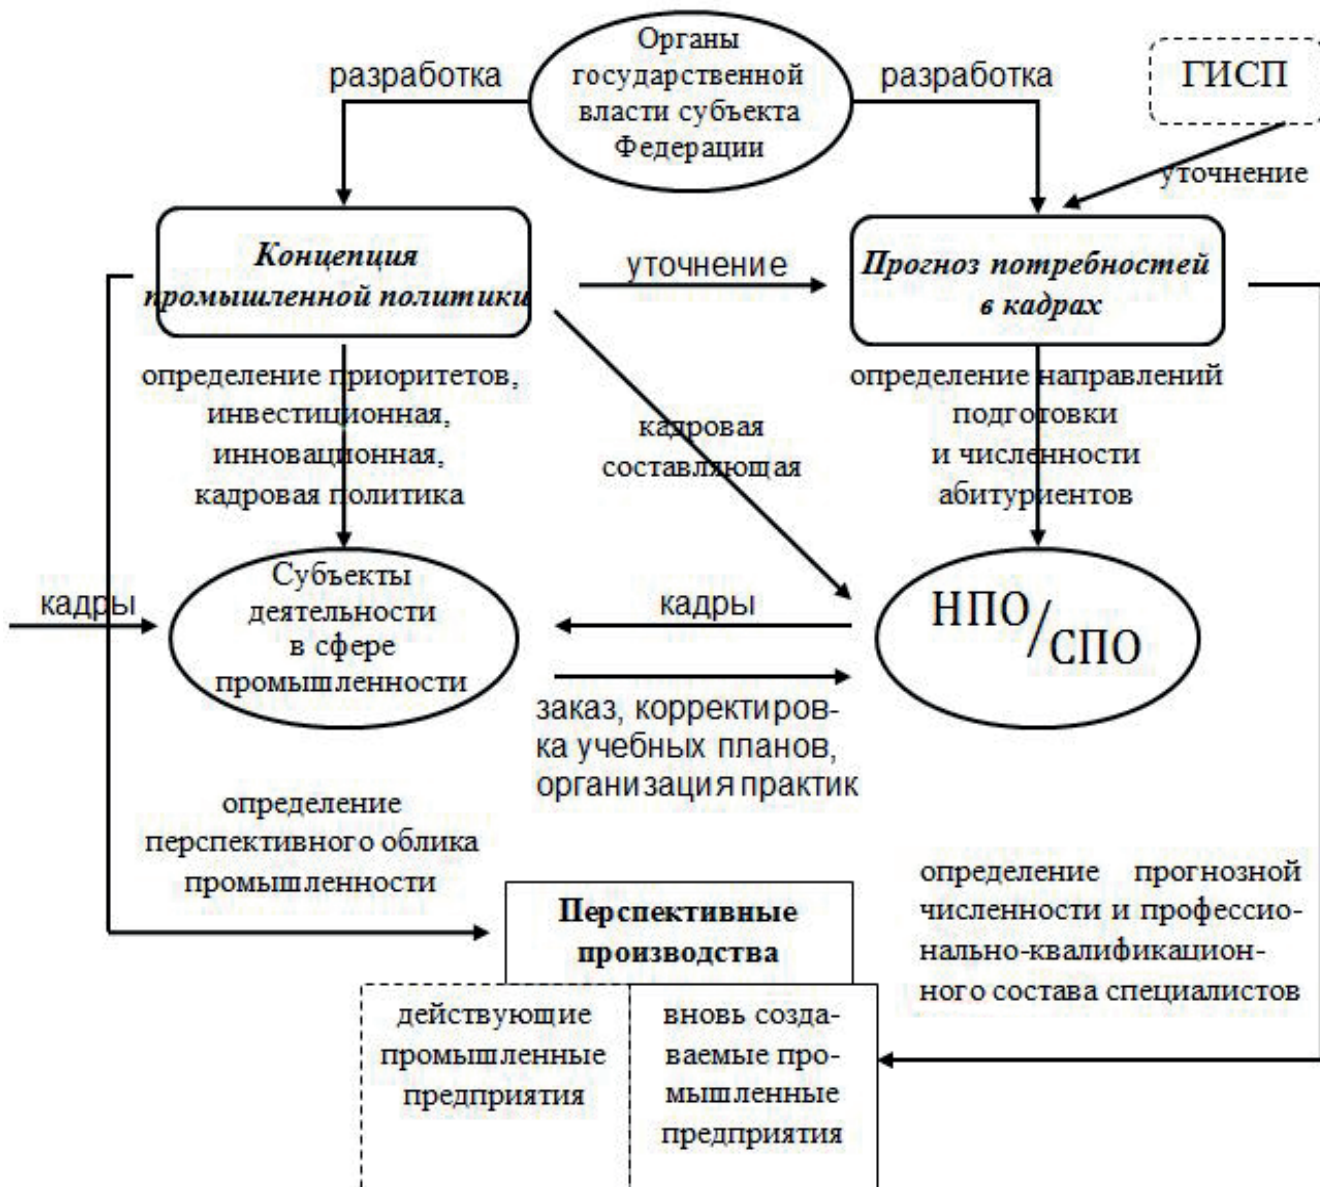 Органы
государственной
власти субъекта
Федерации
разработка
разработка
ГИСП
уточнение
Концепция
промышленной политики
уточнение
Прогноз потребностей
в кадрах
определение приоритетов,
инвестиционная,
инновационная,
кадровая политика
кадровая
составляющая
определение направлений
подготовки
и численности
абитуриентов
кадры
Субъекты
деятельности
в сфере
промышленности
кадры
НПО/СПО
заказ, корректиров-
ка учебных планов,
организация практик
определение
перспективного облика
промышленности
определение прогнозной
численности и профессио-
нально-квалификацион-
ного состава специалистов
Перспективные
производства
действующие
промышленные
предприятия
вновь созда-
ваемые про-
мышленные
предприятия